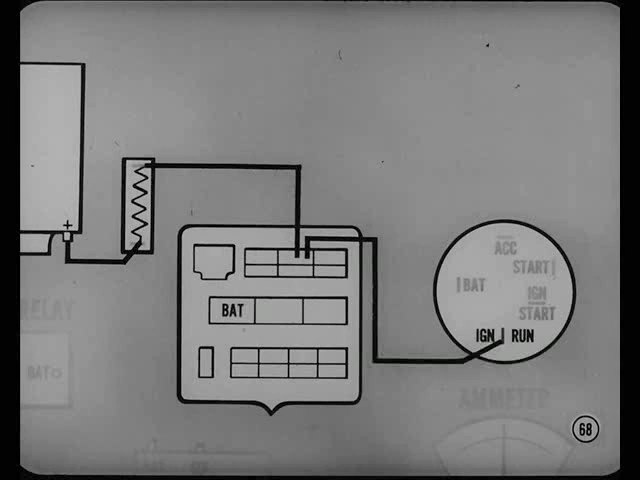 +
ACC
START
BAT
IGN
START
BAT
IGN RUN
RELAY
BAT
AMMETER
68